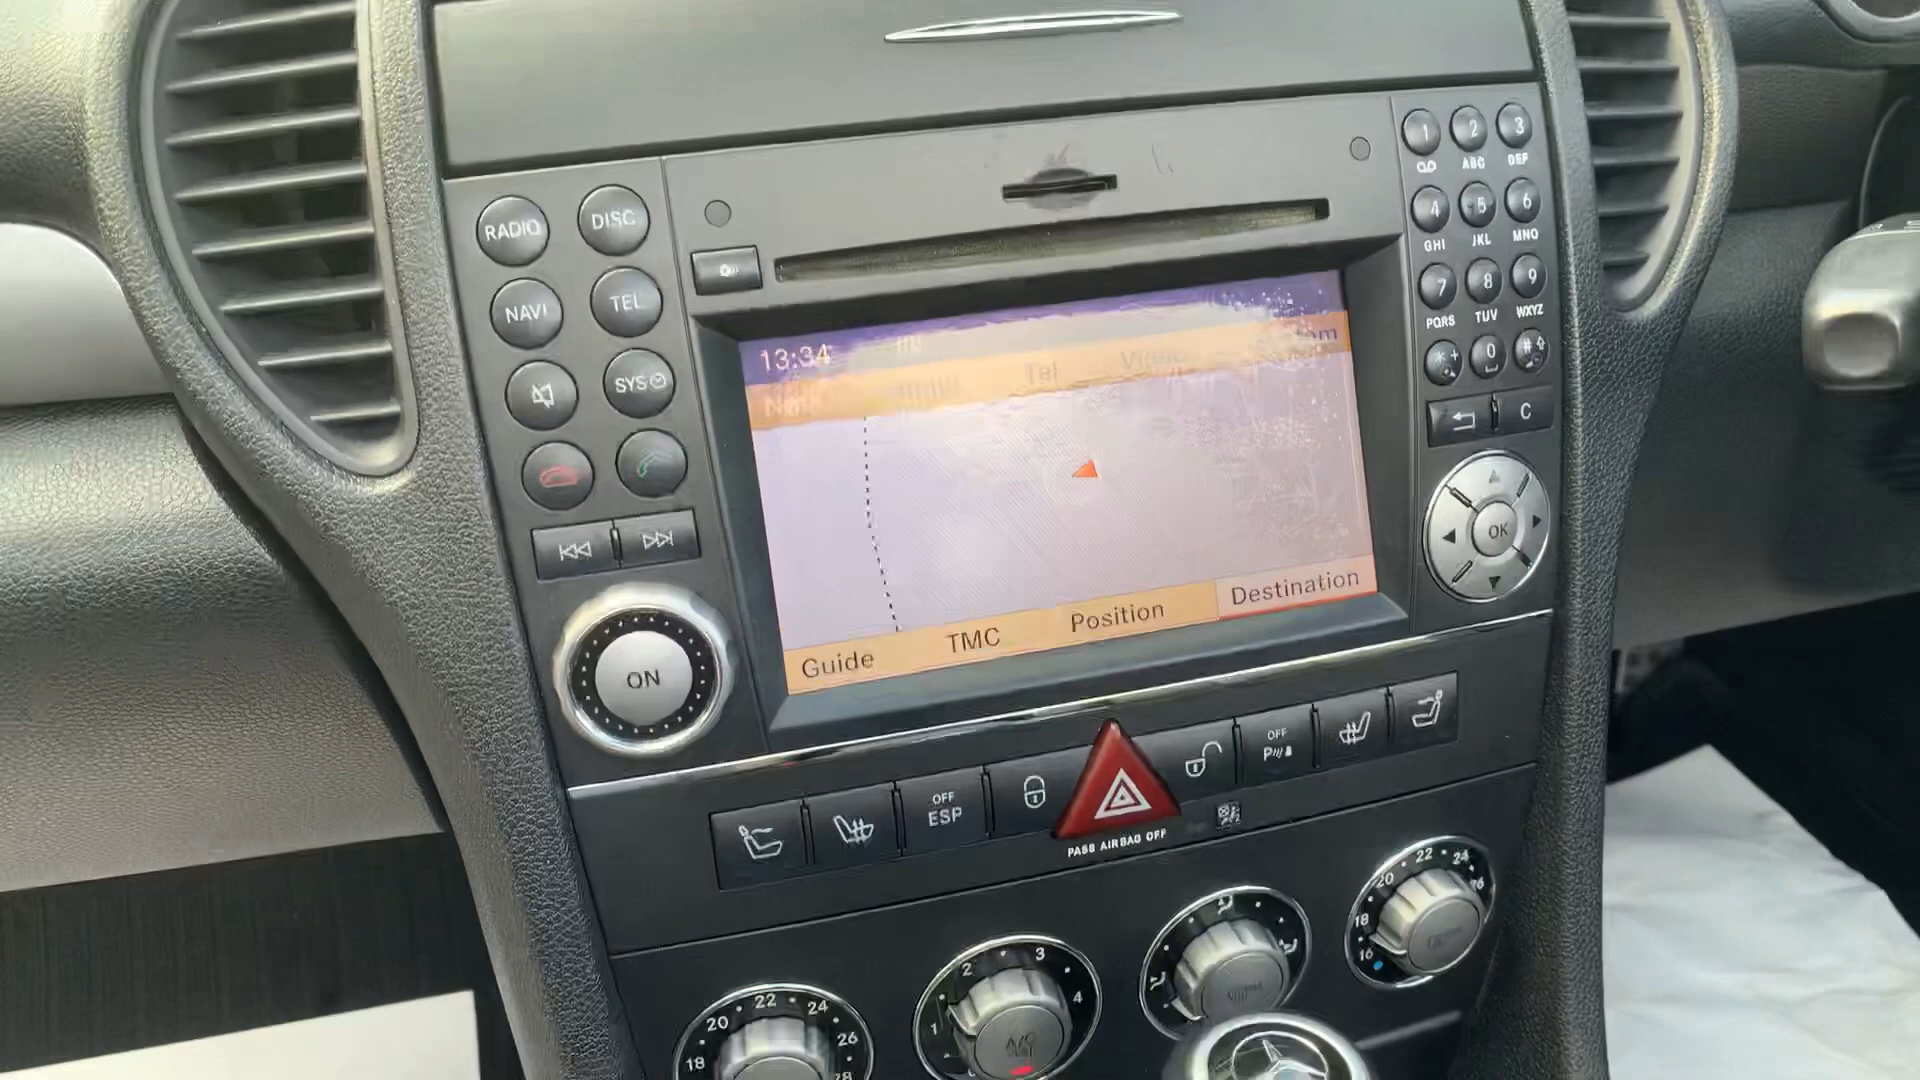 RADIO
DISC
NAVI
TEL
SYS
ON
13:34
Tel
Guide
TMC
Position
Destination
1
2 ABC
3 DEF
4 GHI
5 JKL
6 MNO
7 PQRS
8 TUV
9 WXYZ
* +
0
#
C
OK
OFF
ESP
PASS AIRBAG OFF
OFF
P
18 20 22 24 26 28
1 2 3 4
A/C
16 18 20 22 24 26